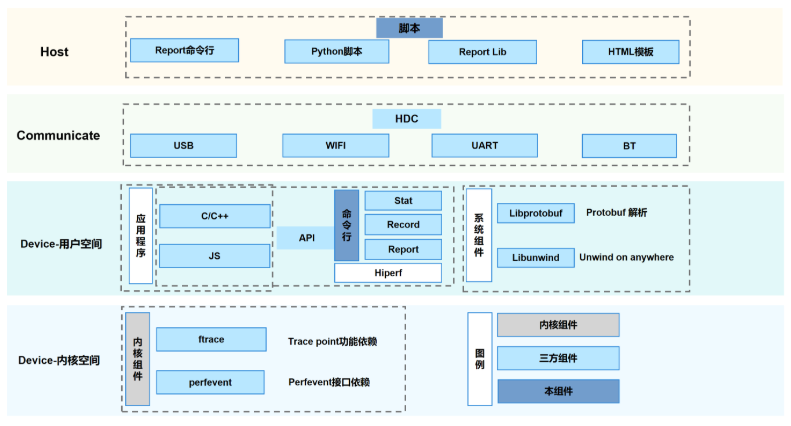 脚本
Host
Report命令行
Python脚本
Report Lib
HTML模板
HDC
Communicate
USB
WIFI
UART
BT
Device-用户空间
应用程序
C/C++
JS
API
命令行
Stat
Record
Report
Hiperf
系统组件
Libprotobuf
Protobuf 解析
Libunwind
Unwind on anywhere
Device-内核空间
内核组件
ftrace
Trace point功能依赖
perfevent
Perfevent接口依赖
图例
内核组件
三方组件
本组件